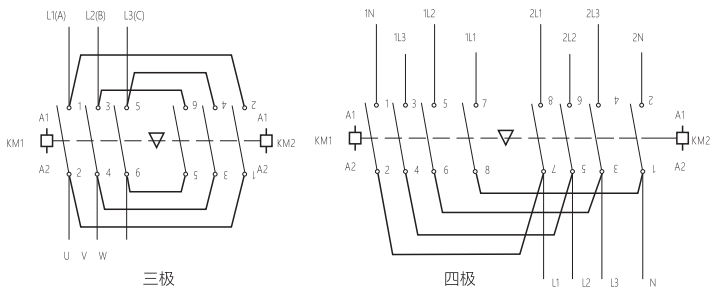 L1(A) L2(B) L3(C)
1 3 5 6 4 2
A1 A1
KM1 KM2
A2 A2
2 4 6 5 3 1
U V W
三极
1N 1L2 2L1 2L3
1L3 1L1 2L2 2N
1 3 5 7 8 6 4 2
A1 A1
KM1 KM2
A2 A2
2 4 6 8 7 5 3 1
L1 L2 L3 N
四极